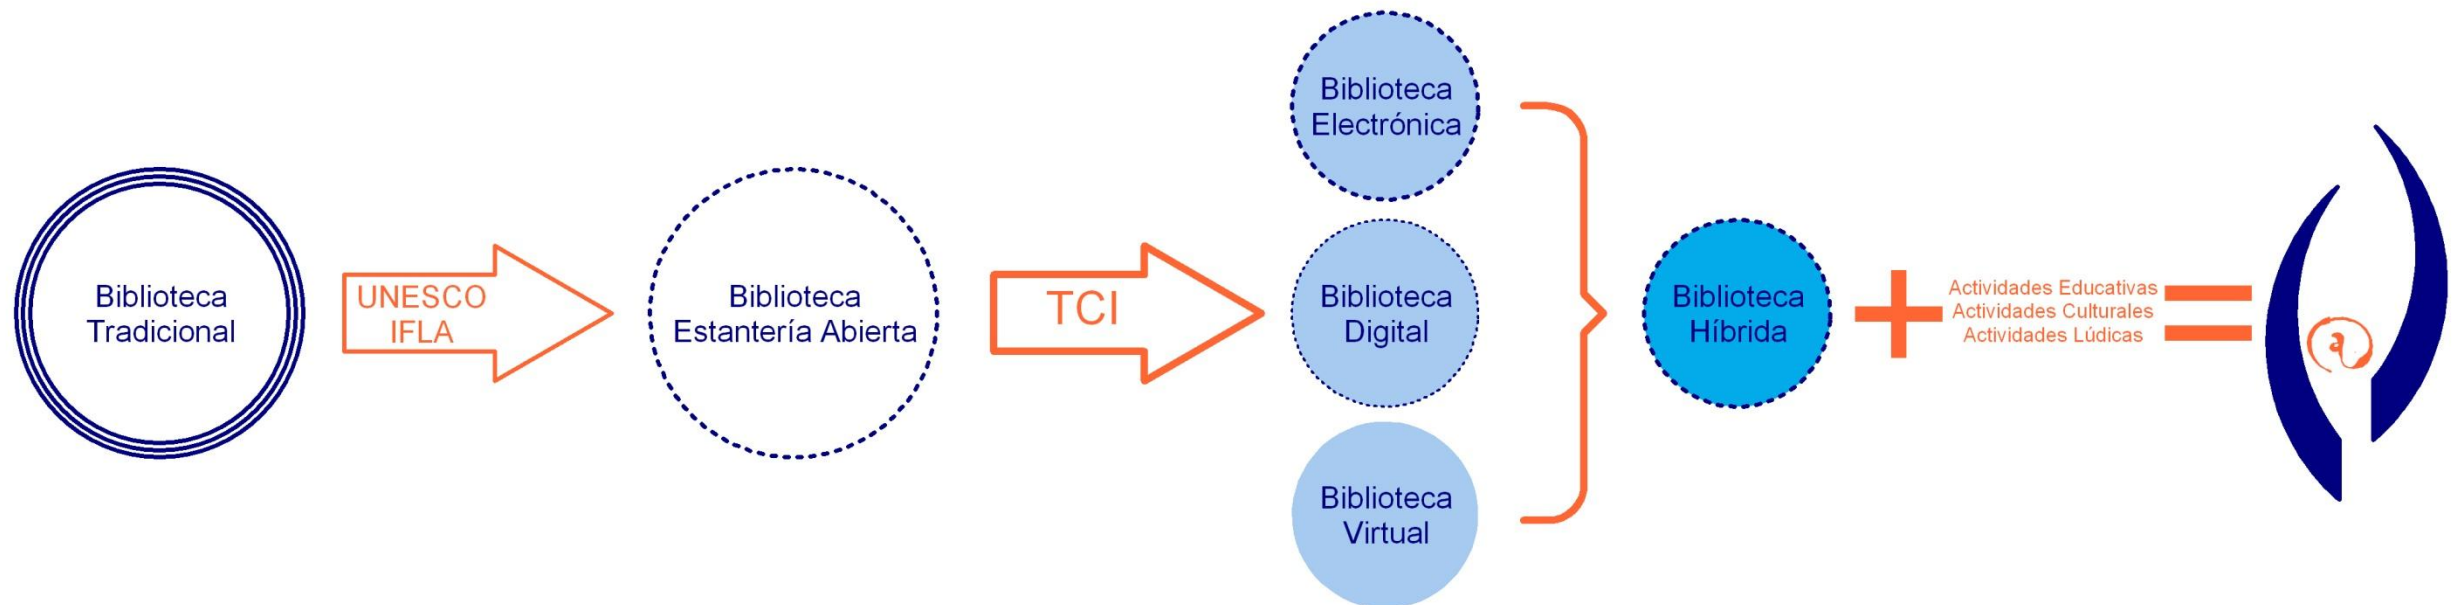 Biblioteca
Tradicional
UNESCO
IFLA
Biblioteca
Estantería Abierta
TCI
Biblioteca
Electrónica
Biblioteca
Digital
Biblioteca
Virtual
Biblioteca
Híbrida
Actividades Educativas
Actividades Culturales
Actividades Lúdicas